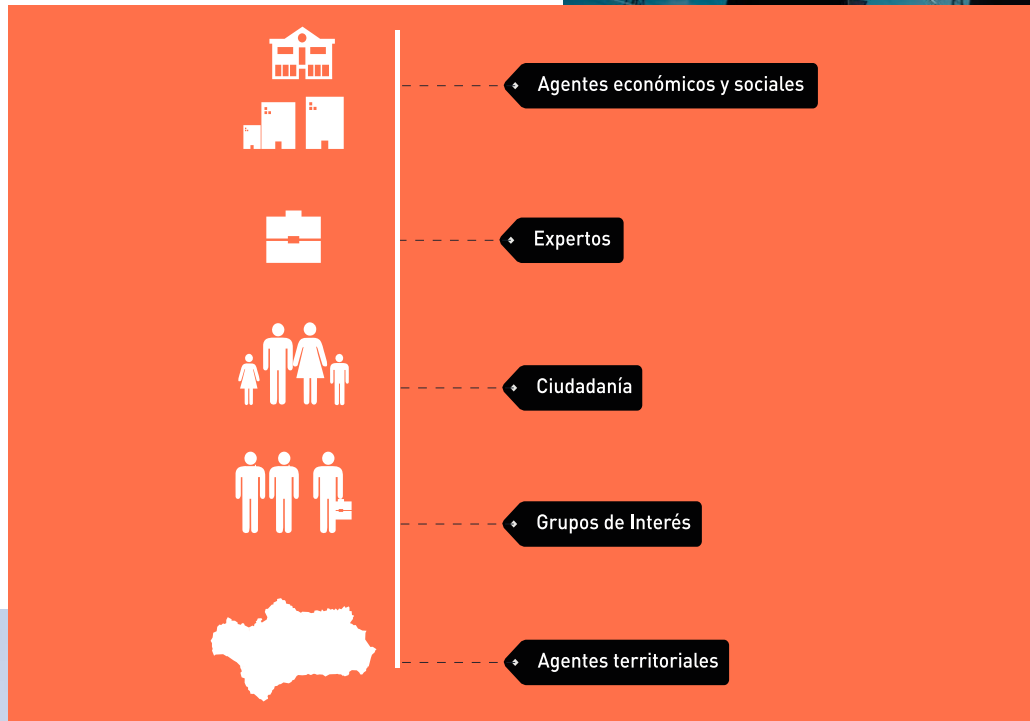 Agentes económicos y sociales
Expertos
Ciudadanía
Grupos de Interés
Agentes territoriales